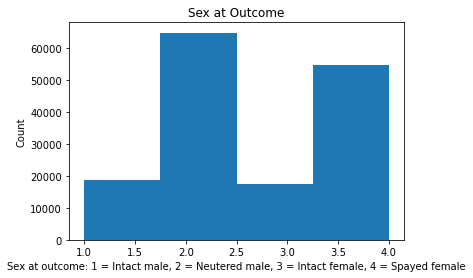 Sex at Outcome
60000
50000
40000
30000
20000
10000
0
Count
1.0 1.5 2.0 2.5 3.0 3.5 4.0
Sex at outcome: 1 = Intact male, 2 = Neutered male, 3 = Intact female, 4 = Spayed female